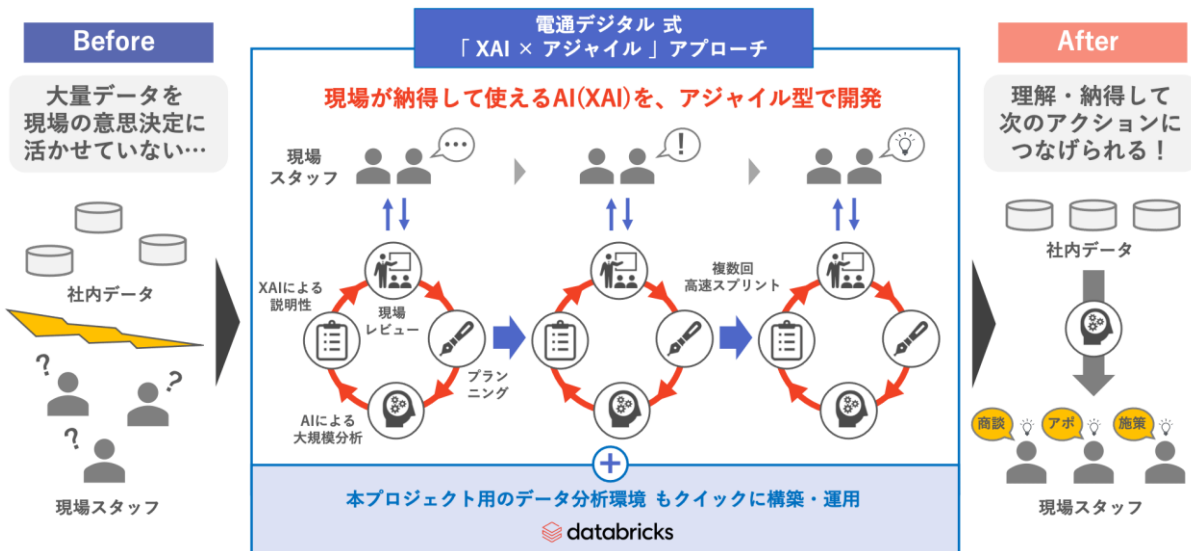 Before
大量データを
現場の意思決定に
活かせていない…
社内データ
?
?
?
現場スタッフ
電通デジタル 式
「 XAI × アジャイル 」アプローチ
現場が納得して使えるAI(XAI)を、アジャイル型で開発
現場
スタッフ
!
XAIによる
説明性
現場
レビュー
プラン
ニング
AIによる
大規模分析
複数回
高速スプリント
本プロジェクト用のデータ分析環境 もクイックに構築・運用
databricks
After
理解・納得して
次のアクションに
つなげられる！
社内データ
商談
アポ
施策
現場スタッフ